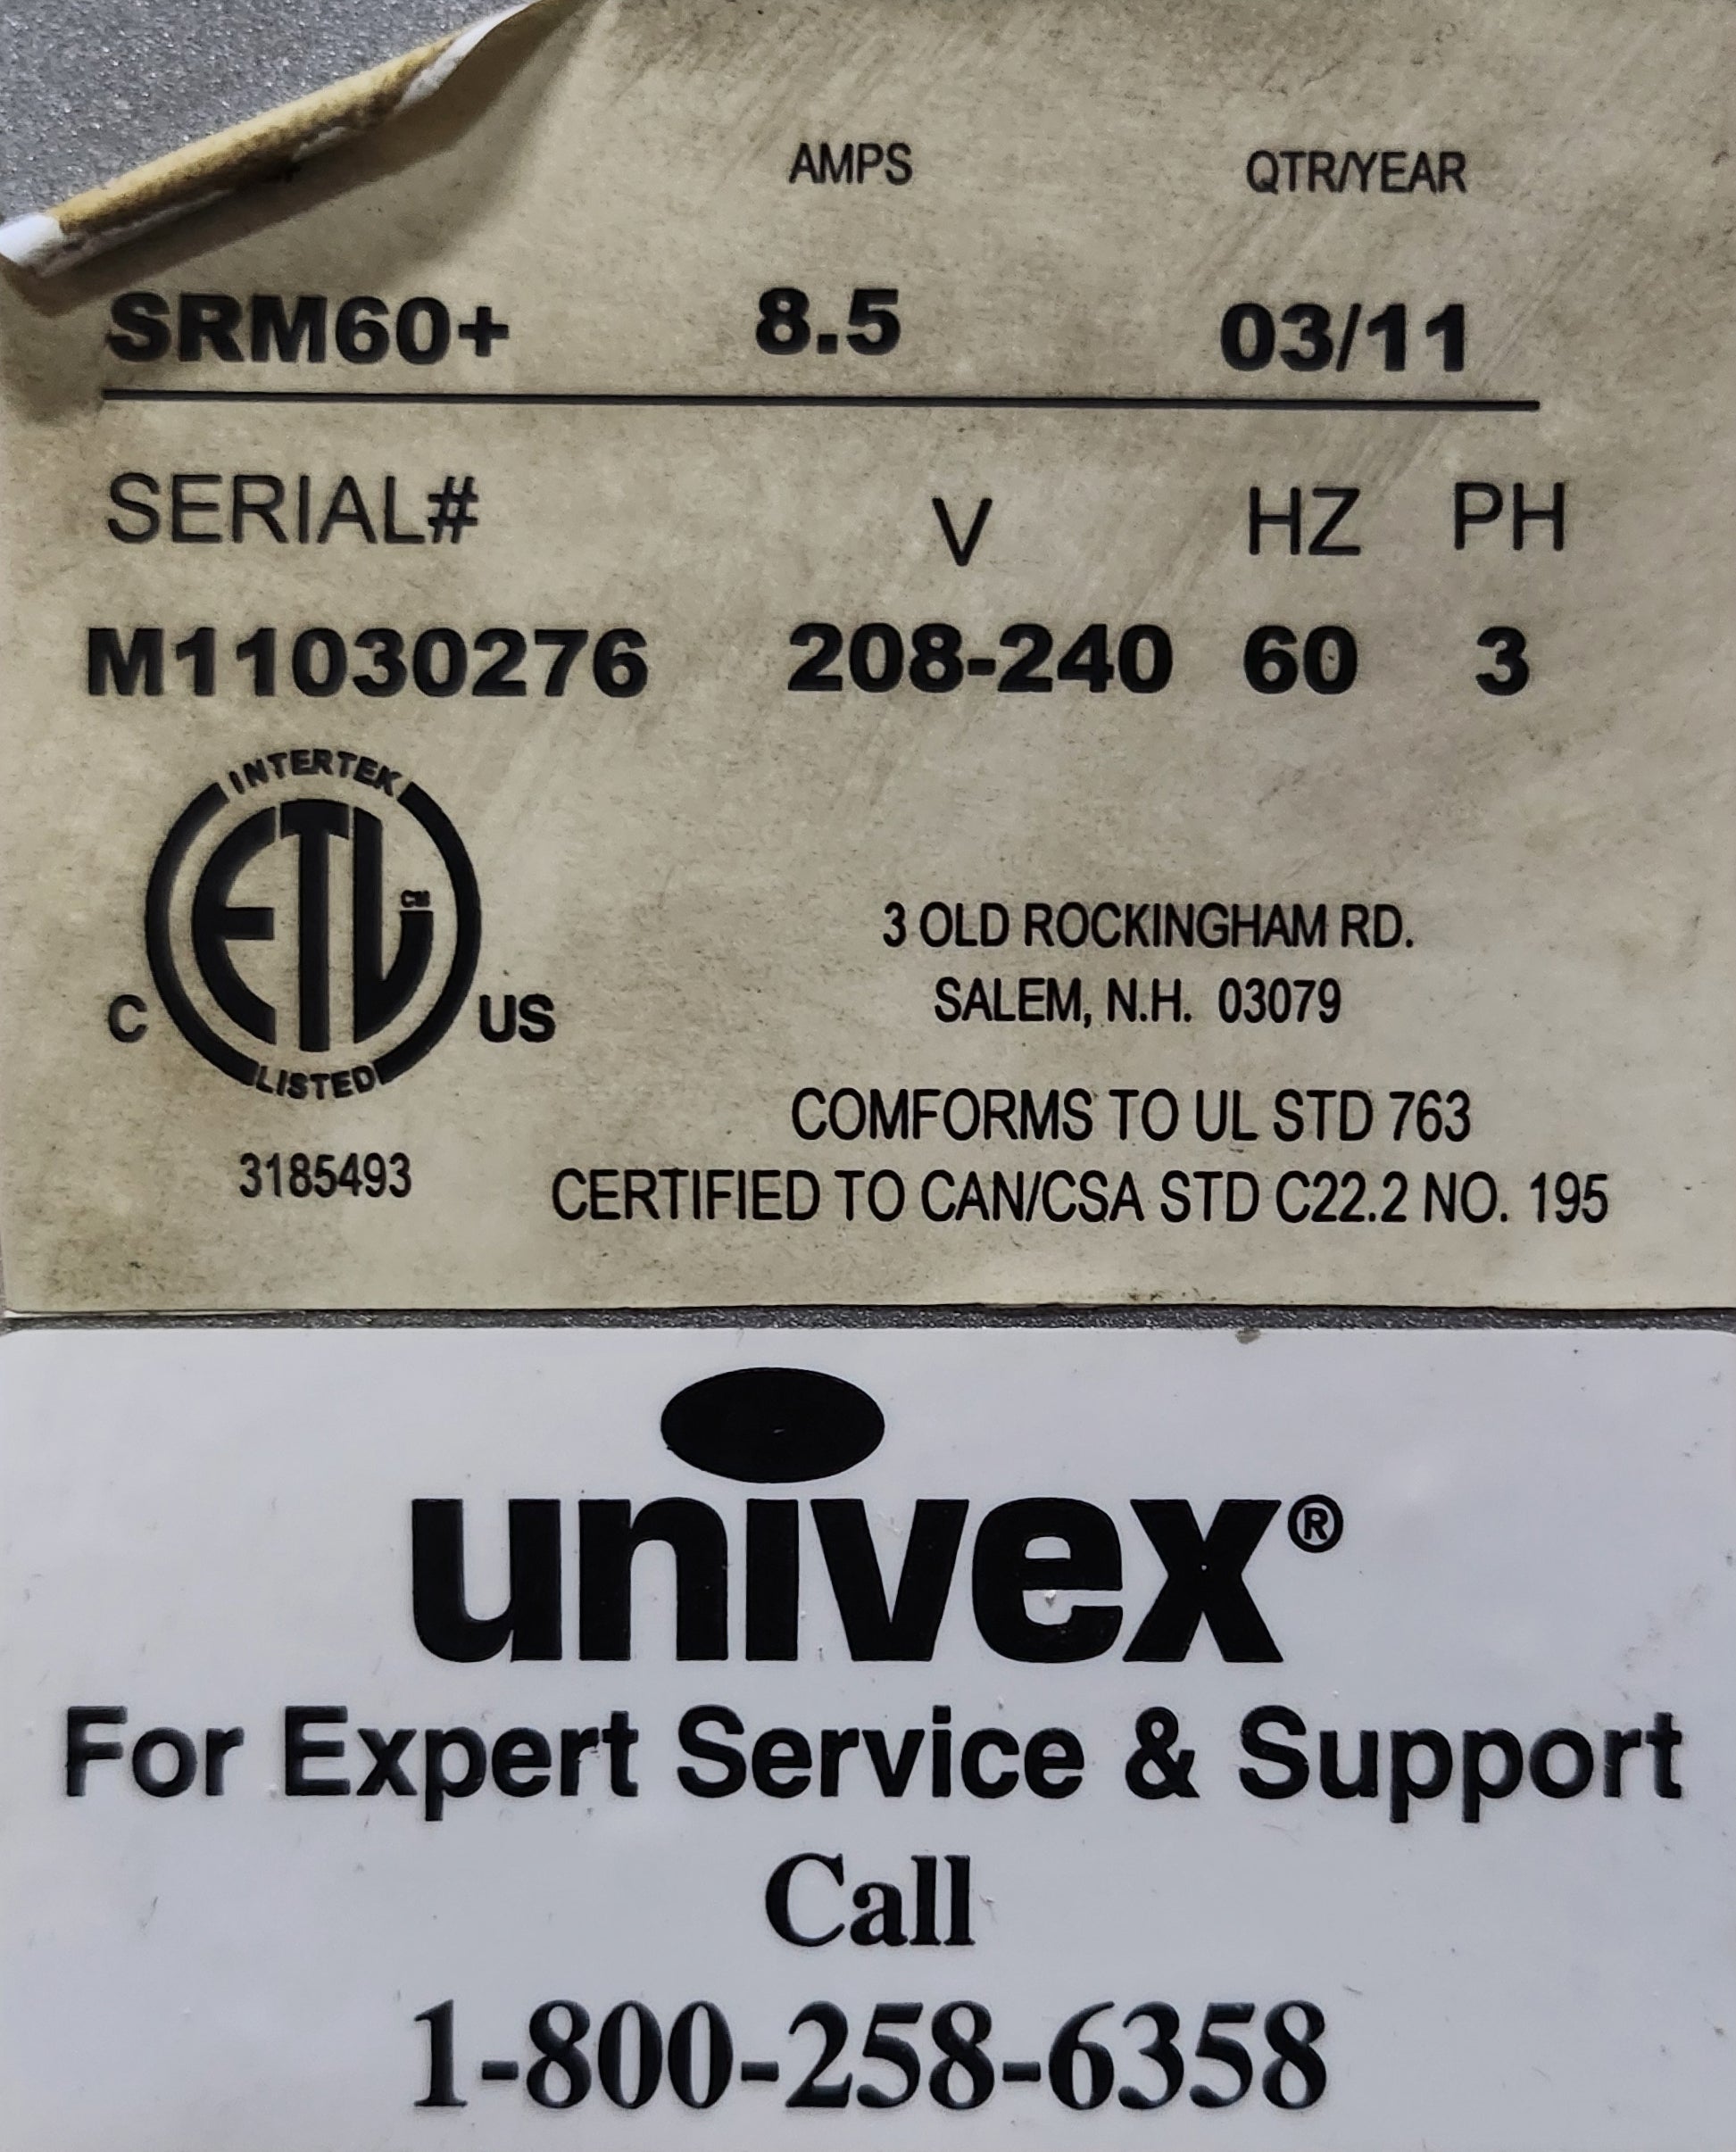 AMPS QTR/YEAR
SRM60+ 8.5 03/11
SERIAL# V HZ PH
M11030276 208-240 60 3
INTERTEK
ETL CM
C US
LISTED
3185493
3 OLD ROCKINGHAM RD.
SALEM, N.H. 03079
COMFORMS TO UL STD 763
CERTIFIED TO CAN/CSA STD C22.2 NO. 195
univex®
For Expert Service & Support
Call
1-800-258-6358